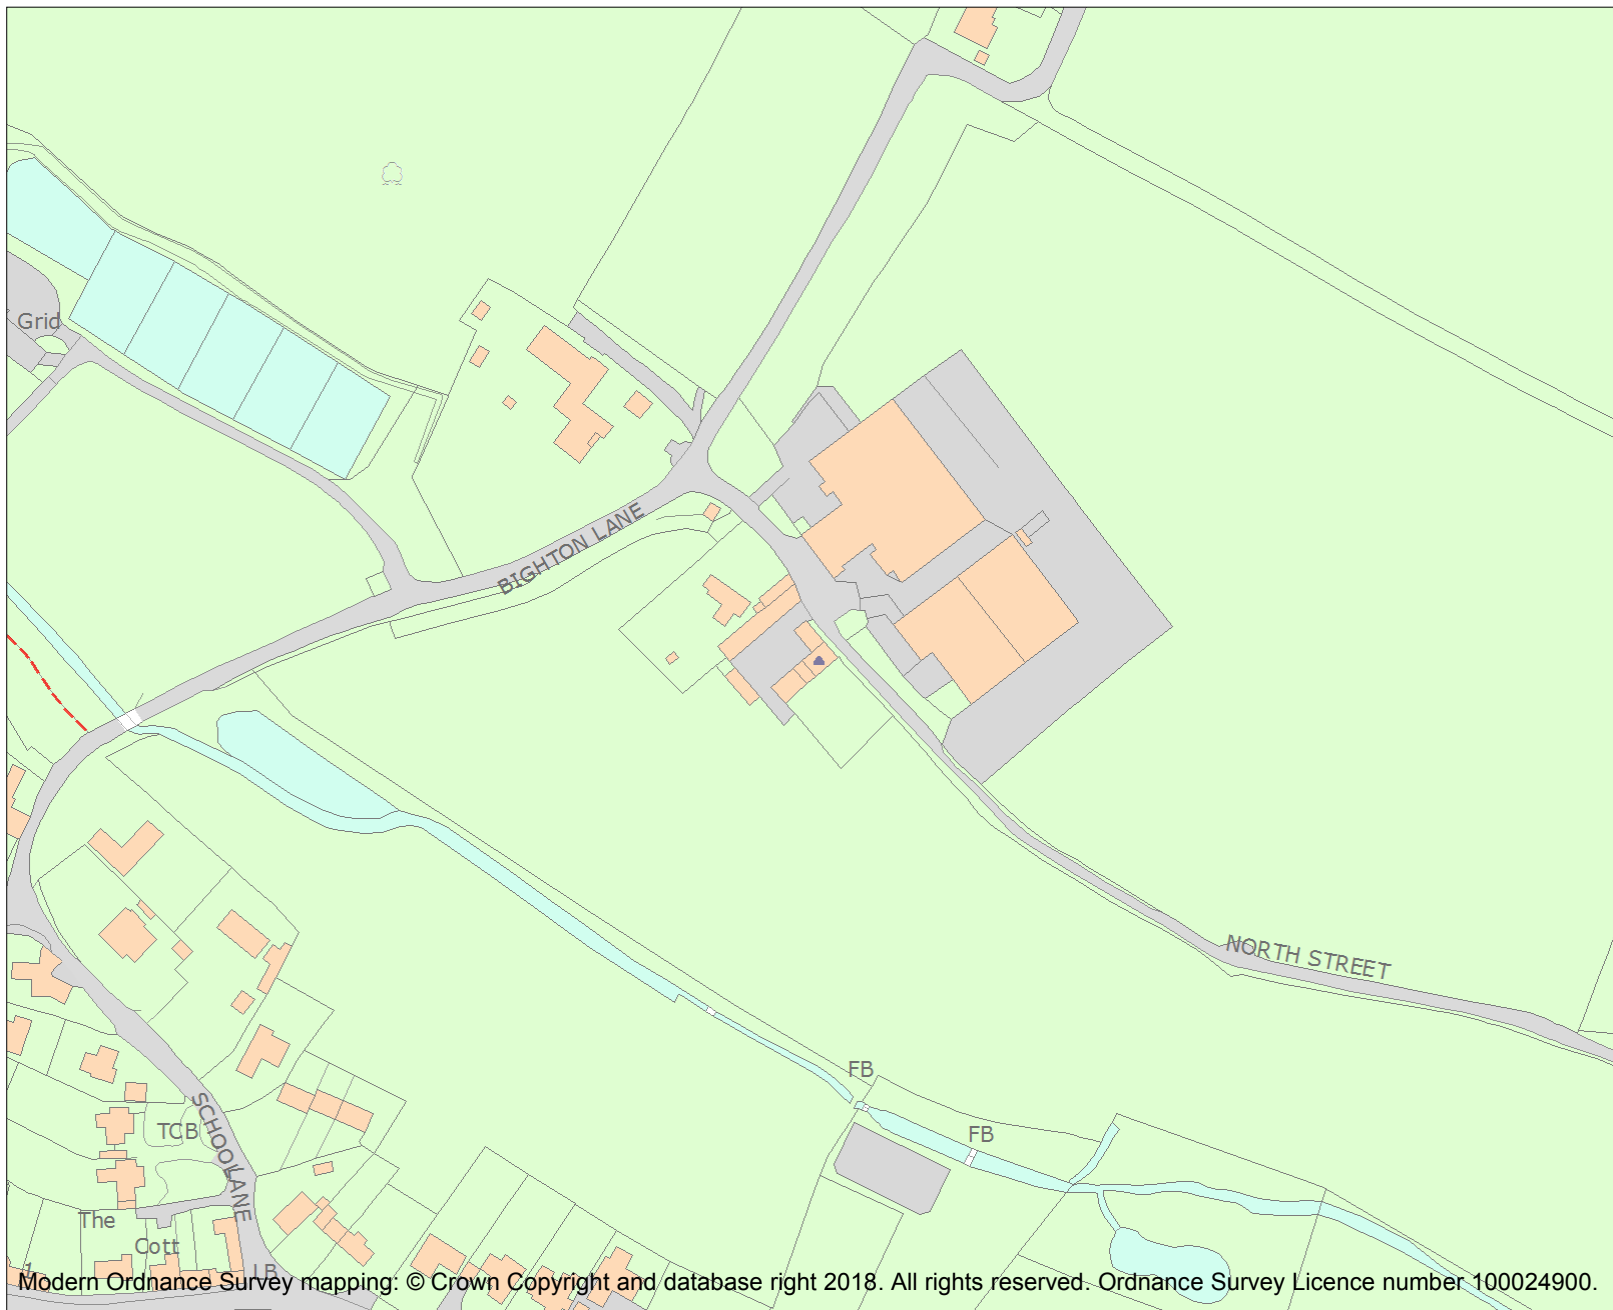 Grid
BIGHTON LANE
NORTH STREET
FB
FB
SCHOOL LANE
TCB
The
Cott
LB
1
Modern Ordnance Survey mapping: © Crown Copyright and database right 2018. All rights reserved. Ordnance Survey Licence number 100024900.